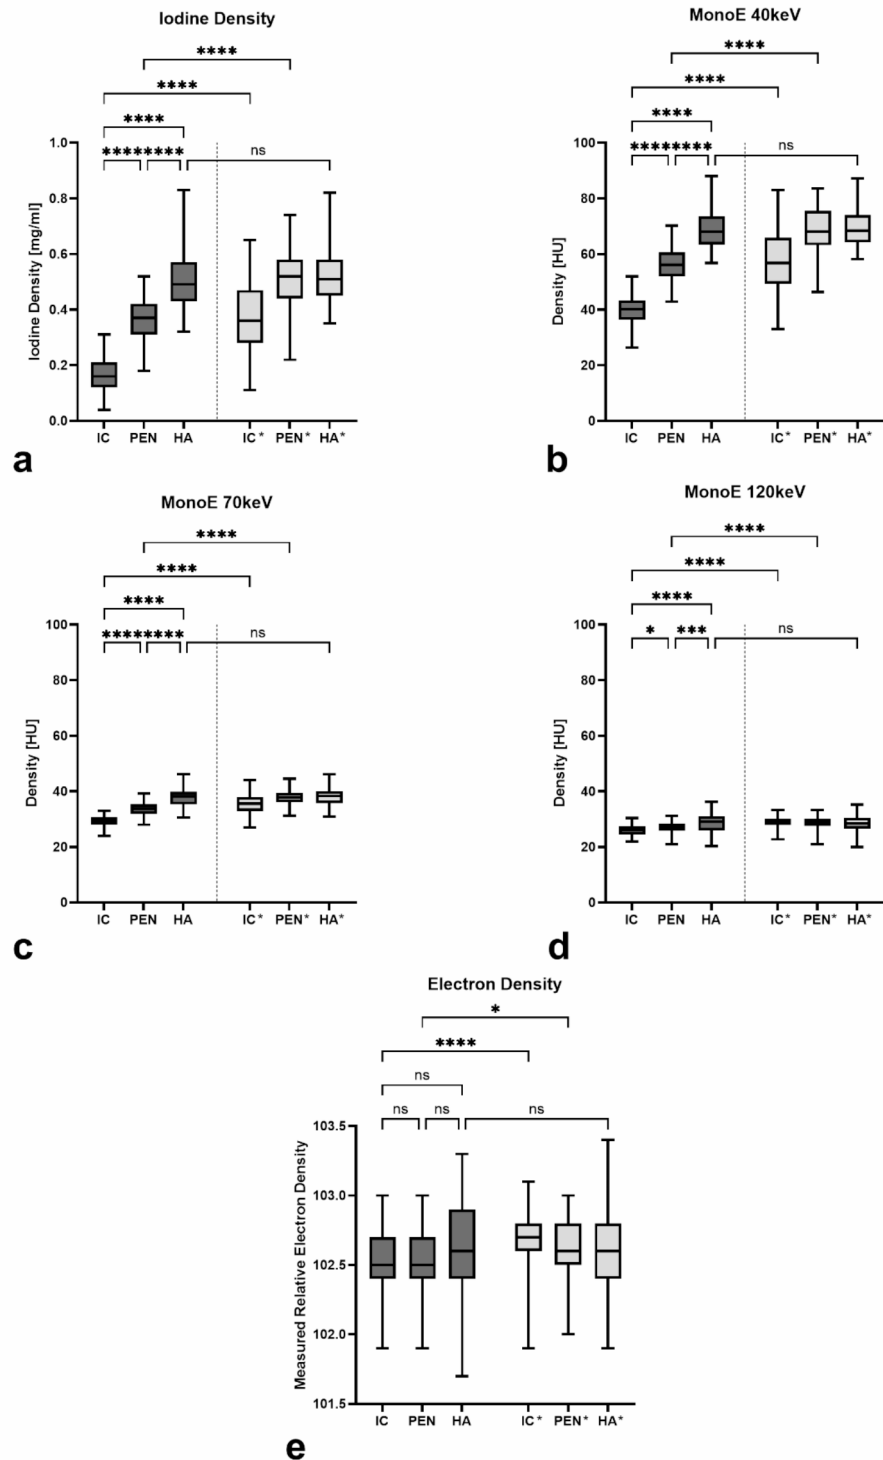 Iodine Density
****
****
****
******** ns
1.0
0.8
0.6
0.4
0.2
0.0
Iodine Density [mg/ml]
IC PEN HA IC* PEN* HA*
a
MonoE 40keV
****
****
****
******** ns
100
80
60
40
20
0
Density [HU]
IC PEN HA IC* PEN* HA*
b
MonoE 70keV
****
****
****
******** ns
100
80
60
40
20
0
Density [HU]
IC PEN HA IC* PEN* HA*
c
MonoE 120keV
****
****
****
* *** ns
100
80
60
40
20
0
Density [HU]
IC PEN HA IC* PEN* HA*
d
Electron Density
*
****
ns
ns ns ns
103.5
103.0
102.5
102.0
101.5
Measured Relative Electron Density
IC PEN HA IC* PEN* HA*
e